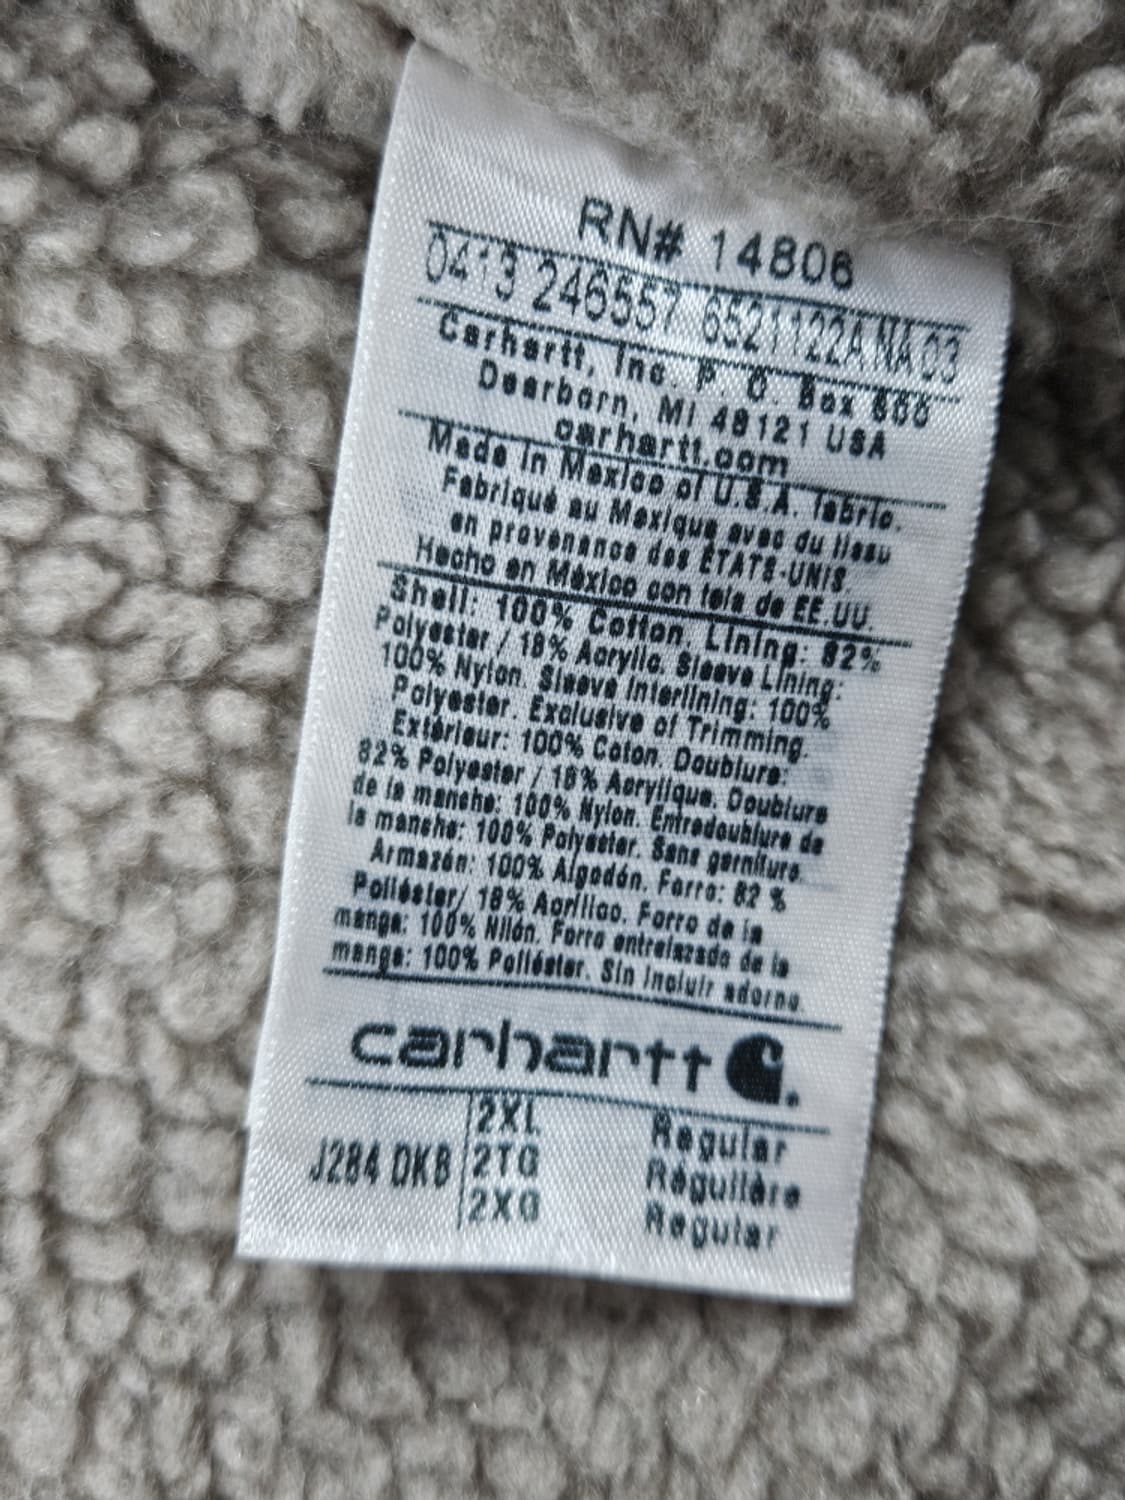 RN# 14806
0413 246557 6521122A NA 03
Carhartt, Inc. P. O. Box 600
Dearborn, MI 48121 USA
carhartt.com
Made in Mexico of U.S.A. fabric.
Fabriqué au Mexique avec du tissu
en provenance des ÉTATS-UNIS.
Hecho en México con tela de EE.UU.
Shell: 100% Cotton. Lining: 82%
Polyester / 18% Acrylic. Sleeve Lining:
100% Nylon. Sleeve Interlining: 100%
Polyester. Exclusive of Trimming.
Extérieur: 100% Coton. Doublure:
82% Polyester / 18% Acrylique. Doublure
de la manche: 100% Nylon. Entredoublure de
la manche: 100% Polyester. Sans garniture.
Armazón: 100% Algodón. Forro: 82 %
Poliéster/ 18% Acrílico. Forro de la
manga: 100% Nilón. Forro entrelazado de la
manga: 100% Poliéster. Sin incluir adorno.
carhartt
J284 DKB
2XL Regular
2TG Régulière
2XG Regular